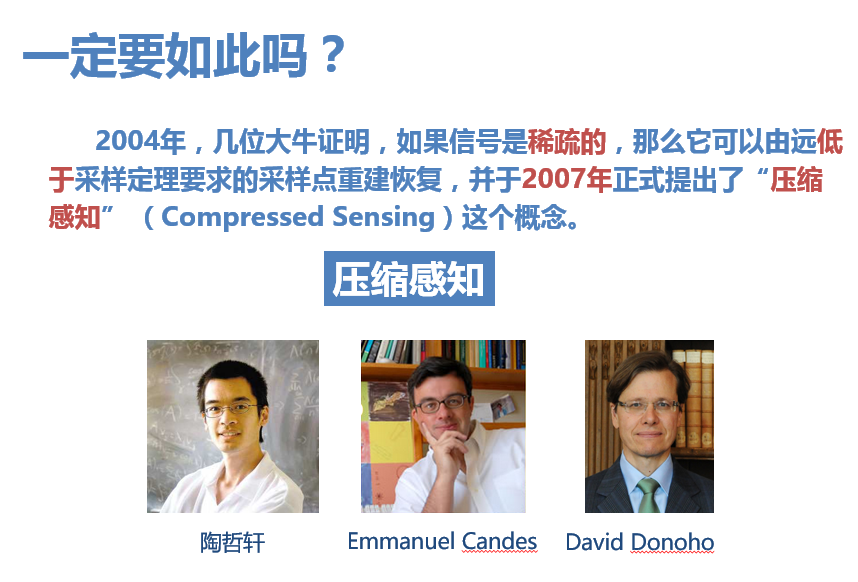 一定要如此吗？
2004年，几位大牛证明，如果信号是稀疏的，那么它可以由远低
于采样定理要求的采样点重建恢复，并于2007年正式提出了“压缩
感知”（Compressed Sensing）这个概念。
压缩感知
陶哲轩
Emmanuel Candes
David Donoho